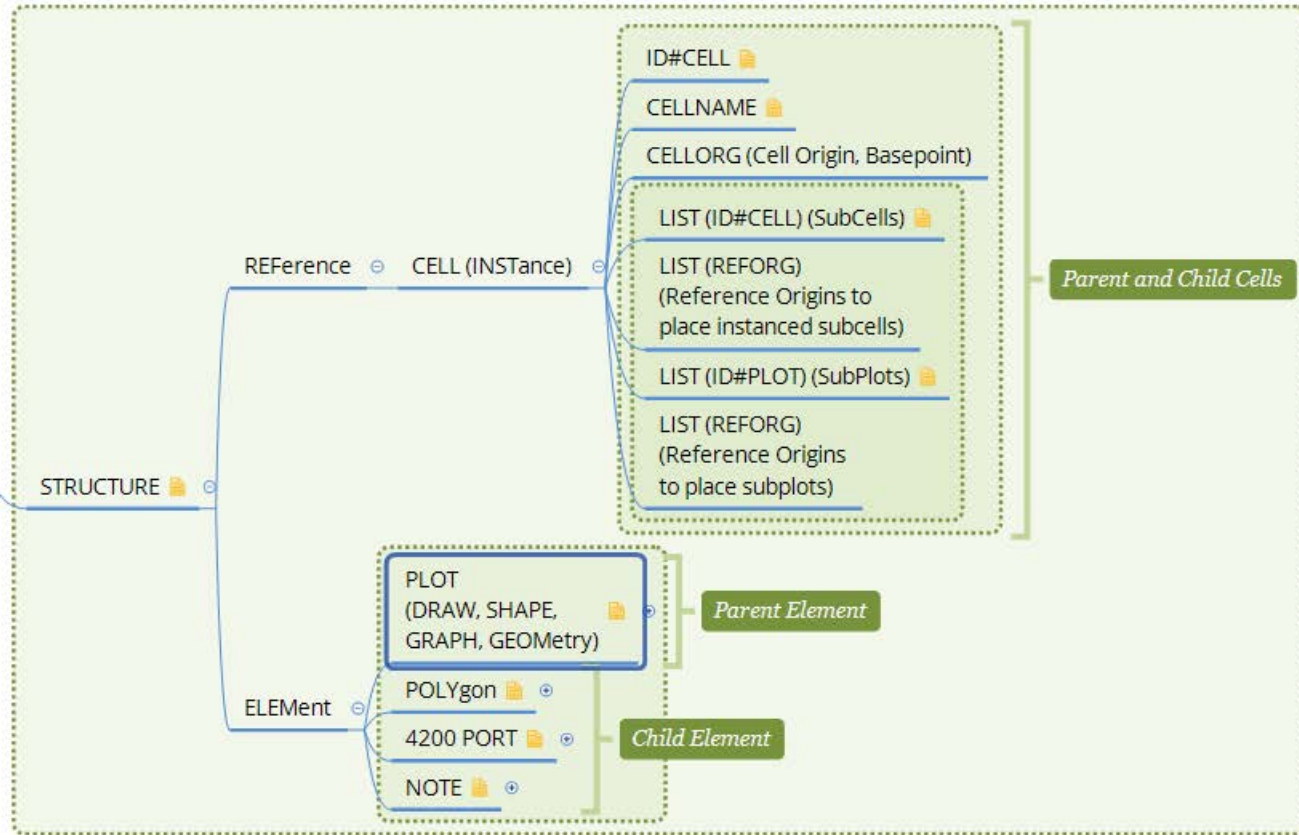 ID#CELL
CELLNAME
CELLORG (Cell Origin, Basepoint)
LIST (ID#CELL) (SubCells)
LIST (REFORG)
(Reference Origins to
place instanced subcells)
LIST (ID#PLOT) (SubPlots)
LIST (REFORG)
(Reference Origins
to place subplots)
Parent and Child Cells
REFerence
CELL (INSTance)
STRUCTURE
PLOT
(DRAW, SHAPE,
GRAPH, GEOMetry)
Parent Element
ELEMent
POLYgon
4200 PORT
NOTE
Child Element